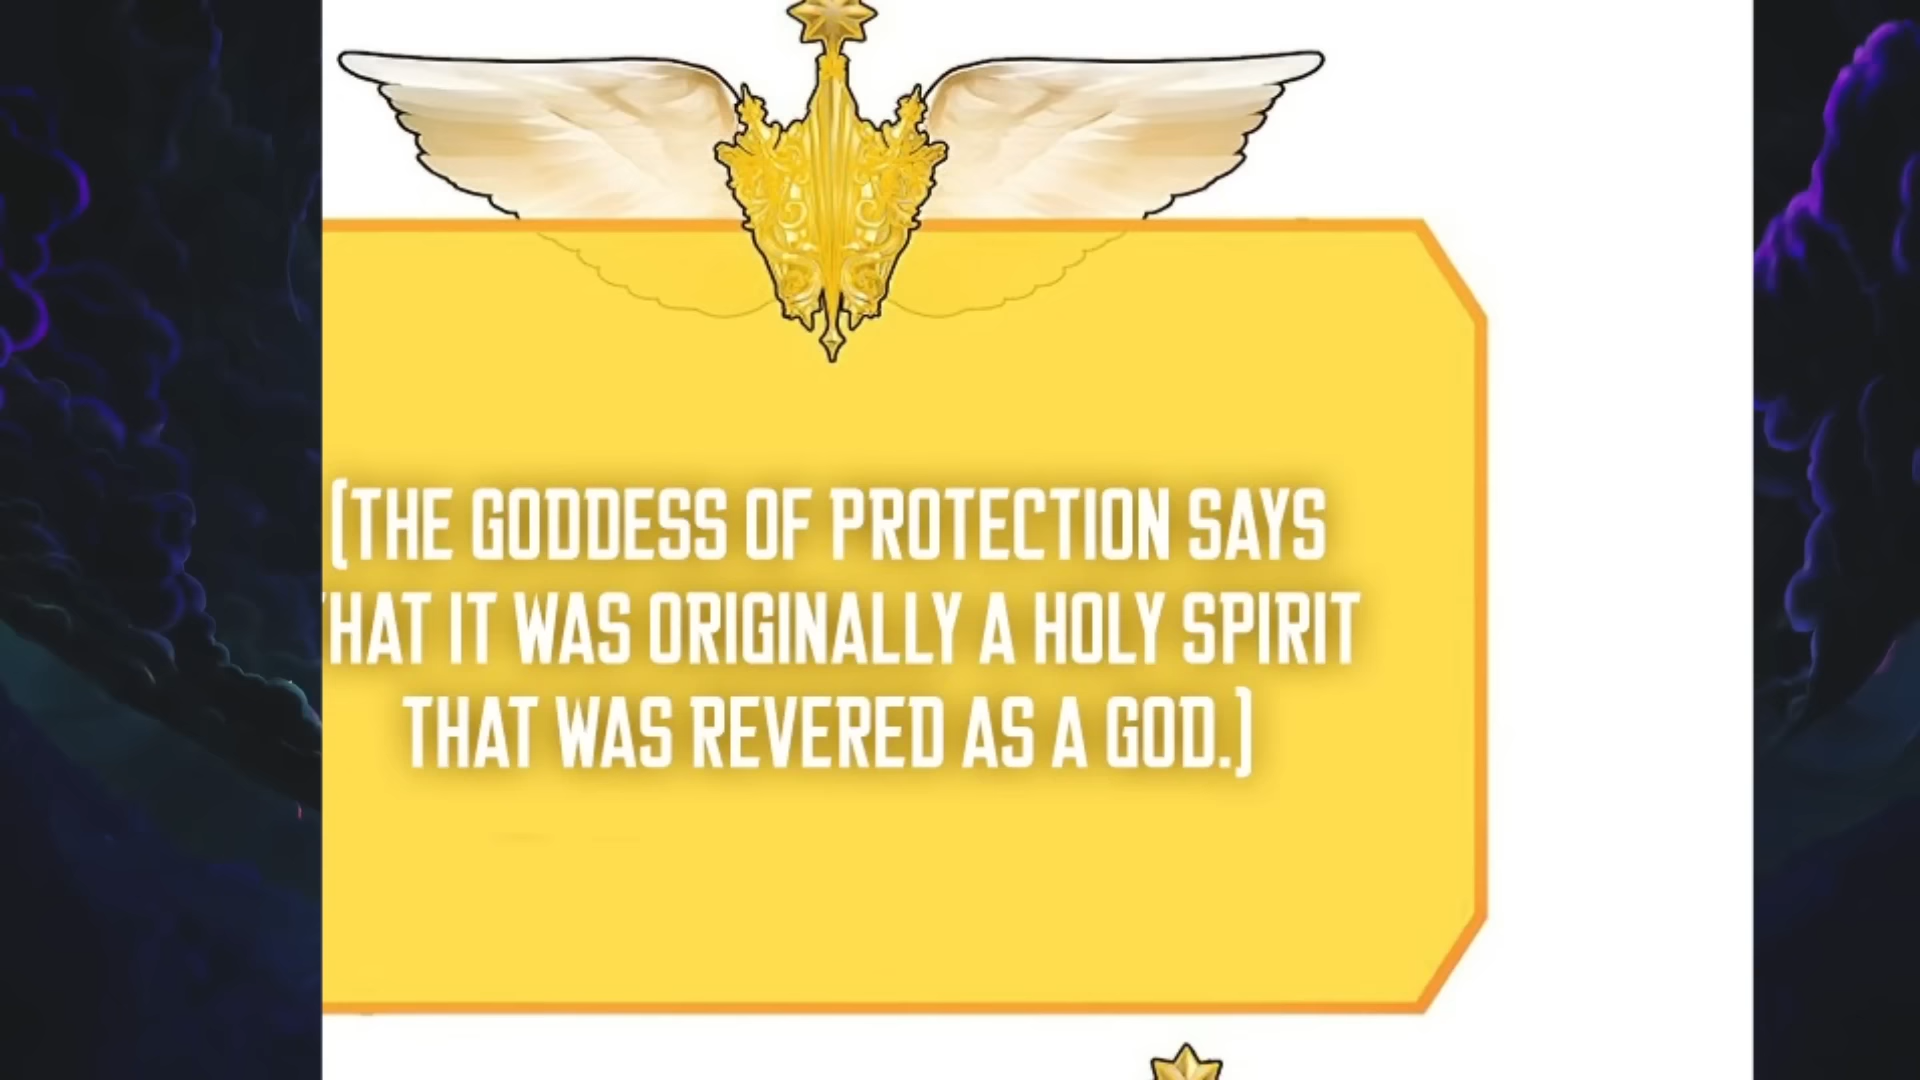 [THE GODDESS OF PROTECTION SAYS
HAT IT WAS ORIGINALLY A HOLY SPIRIT
THAT WAS REVERED AS A GOD.]